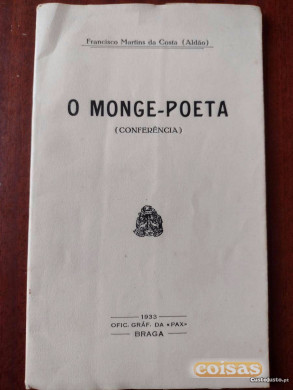 Francisco Martins da Costa (Aldão)
O MONGE-POETA
(CONFERÊNCIA)
1933
OFIC. GRÁF. DA «PAX»
BRAGA
coisas